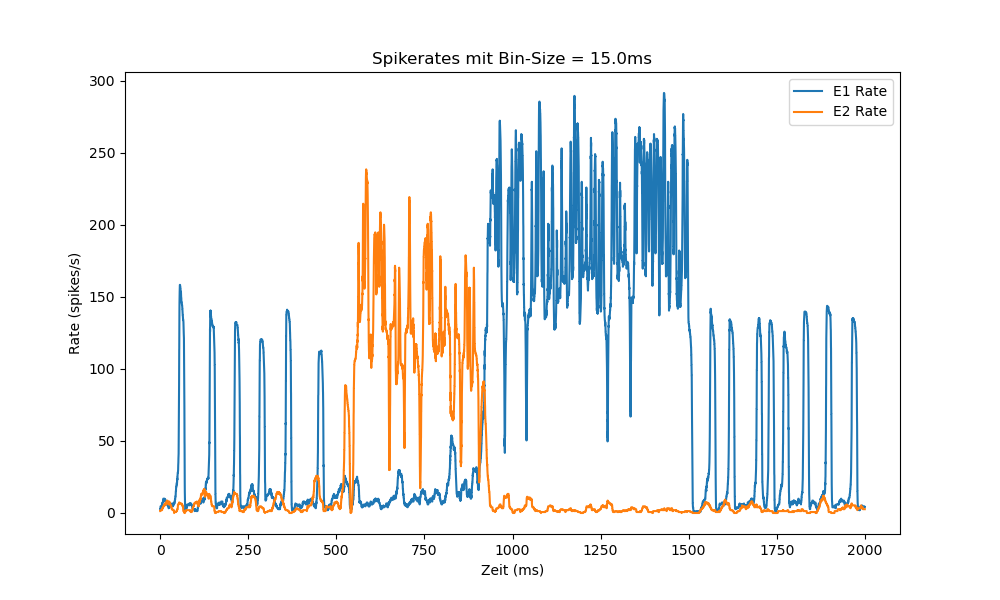 Spikerates mit Bin-Size = 15.0ms
E1 Rate
E2 Rate
300
250
200
150
100
50
0
Rate (spikes/s)
0 250 500 750 1000 1250 1500 1750 2000
Zeit (ms)